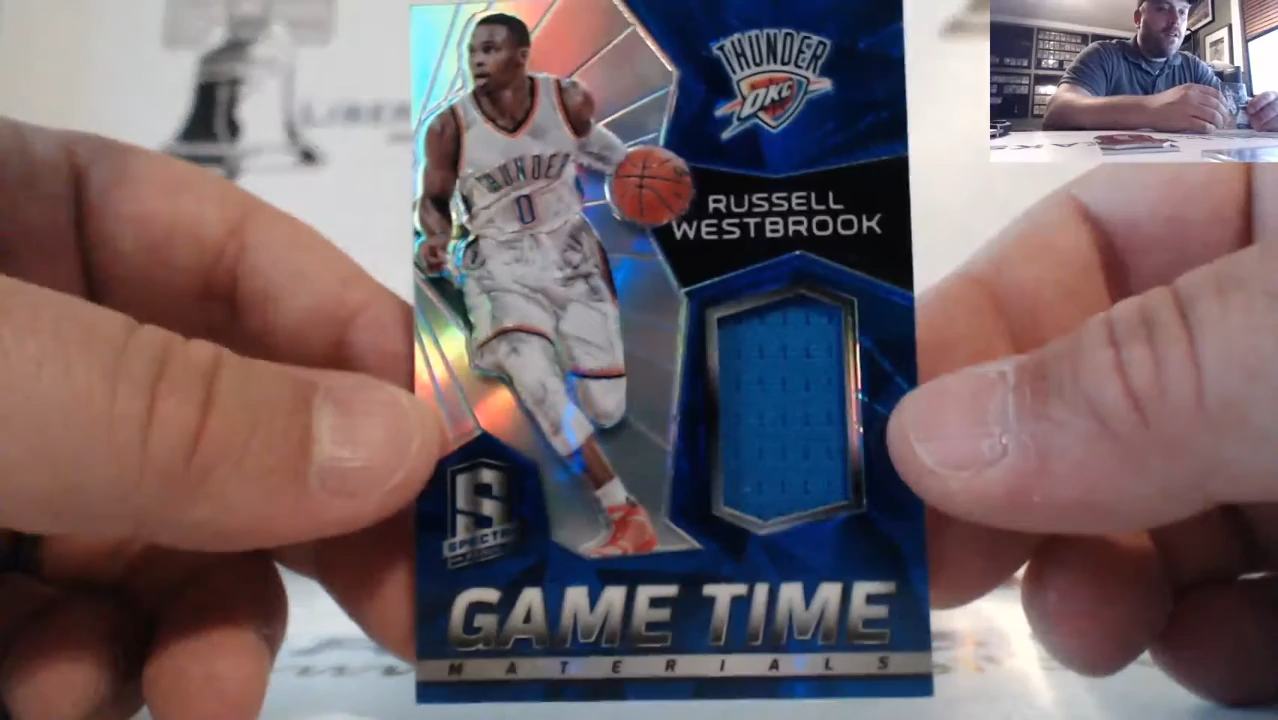 THUNDER
OKC
RUSSELL
WESTBROOK
THUNDER
0
S
SPECTRA
GAME TIME
MATERIALS